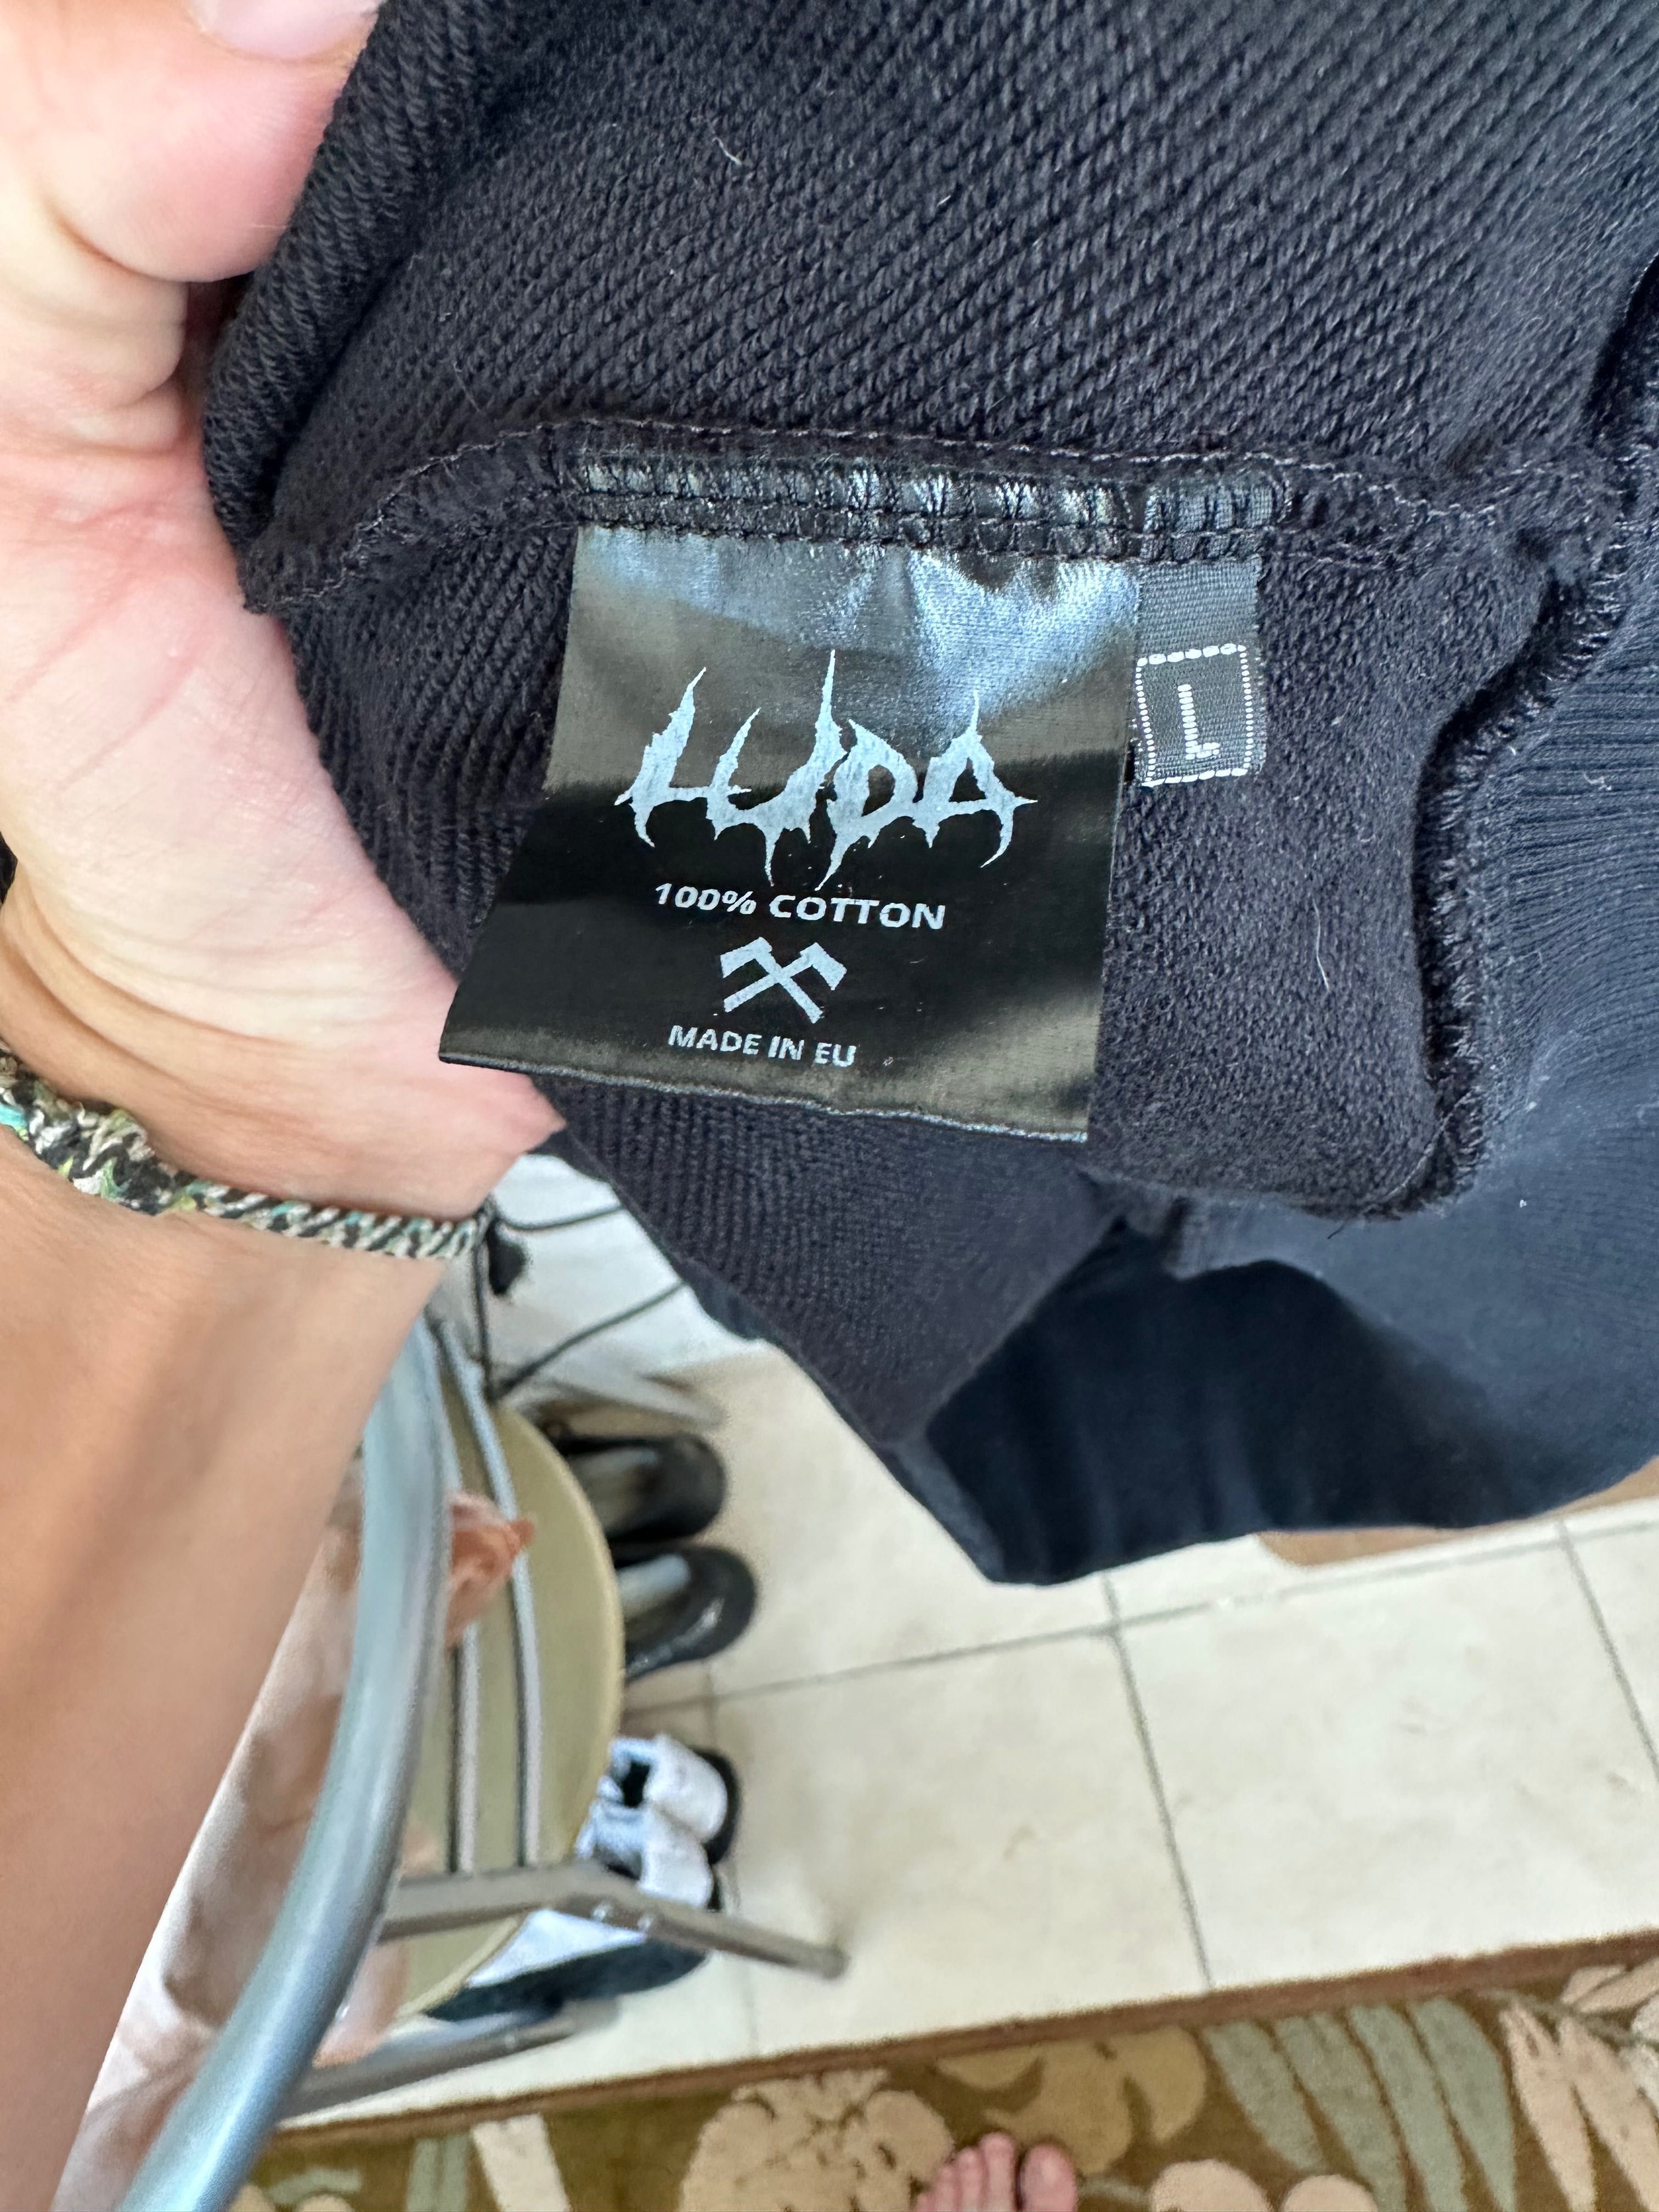 LUDA
L
100% COTTON
MADE IN EU